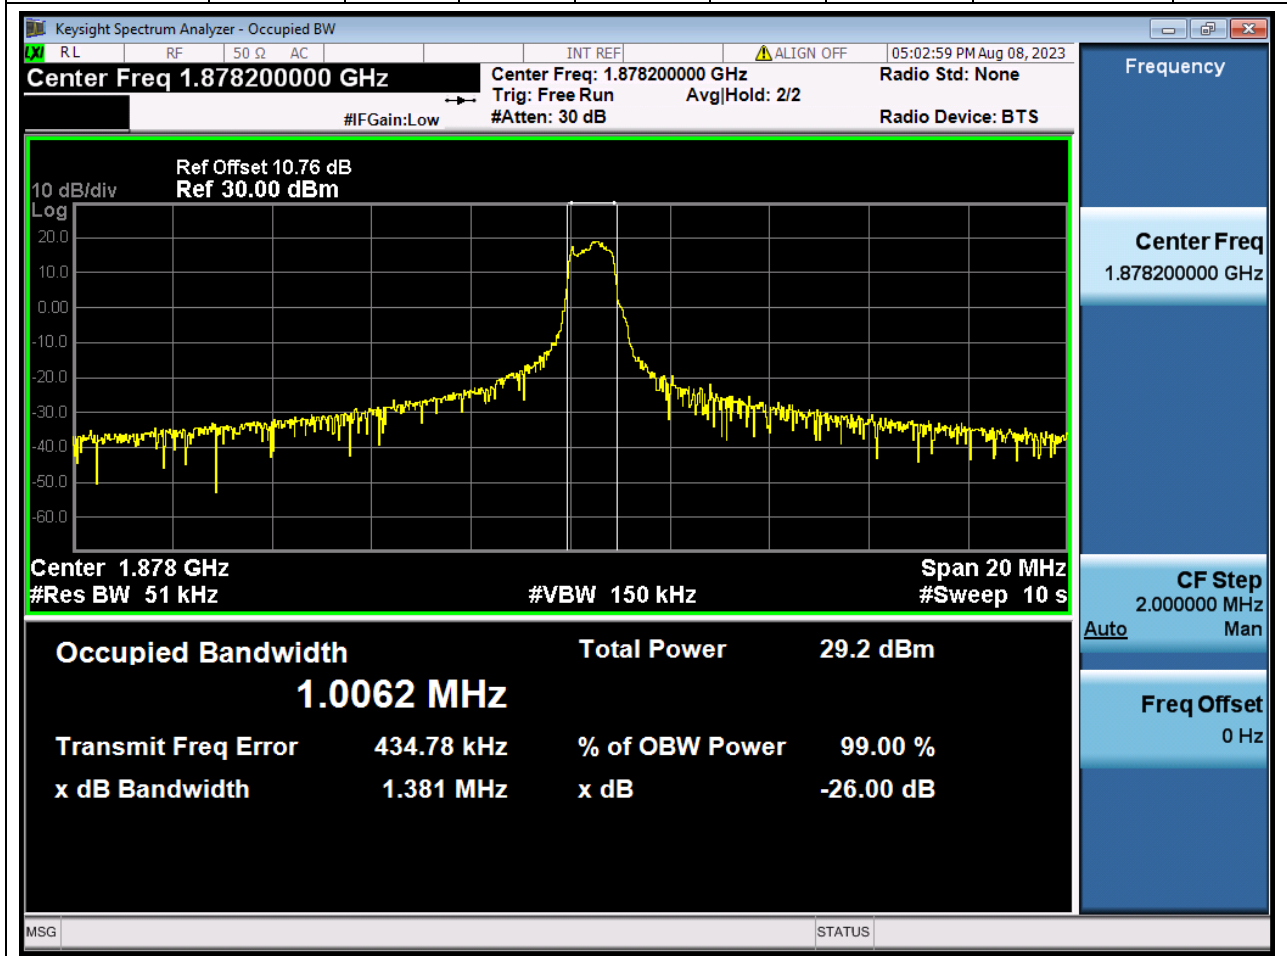 Keysight Spectrum Analyzer - Occupied BW
LXI RL RF 50 Ω AC INT REF ALIGN OFF 05:02:59 PM Aug 08, 2023
Center Freq 1.878200000 GHz
Center Freq: 1.878200000 GHz Radio Std: None
Trig: Free Run Avg|Hold: 2/2
#IFGain:Low #Atten: 30 dB Radio Device: BTS
Ref Offset 10.76 dB
10 dB/div Ref 30.00 dBm
Log
20.0
10.0
0.00
-10.0
-20.0
-30.0
-40.0
-50.0
-60.0
Center 1.878 GHz Span 20 MHz
#Res BW 51 kHz #VBW 150 kHz #Sweep 10 s
Occupied Bandwidth Total Power 29.2 dBm
1.0062 MHz
Transmit Freq Error 434.78 kHz % of OBW Power 99.00 %
x dB Bandwidth 1.381 MHz x dB -26.00 dB
Frequency
Center Freq
1.878200000 GHz
CF Step
2.000000 MHz
Auto Man
Freq Offset
0 Hz
MSG STATUS